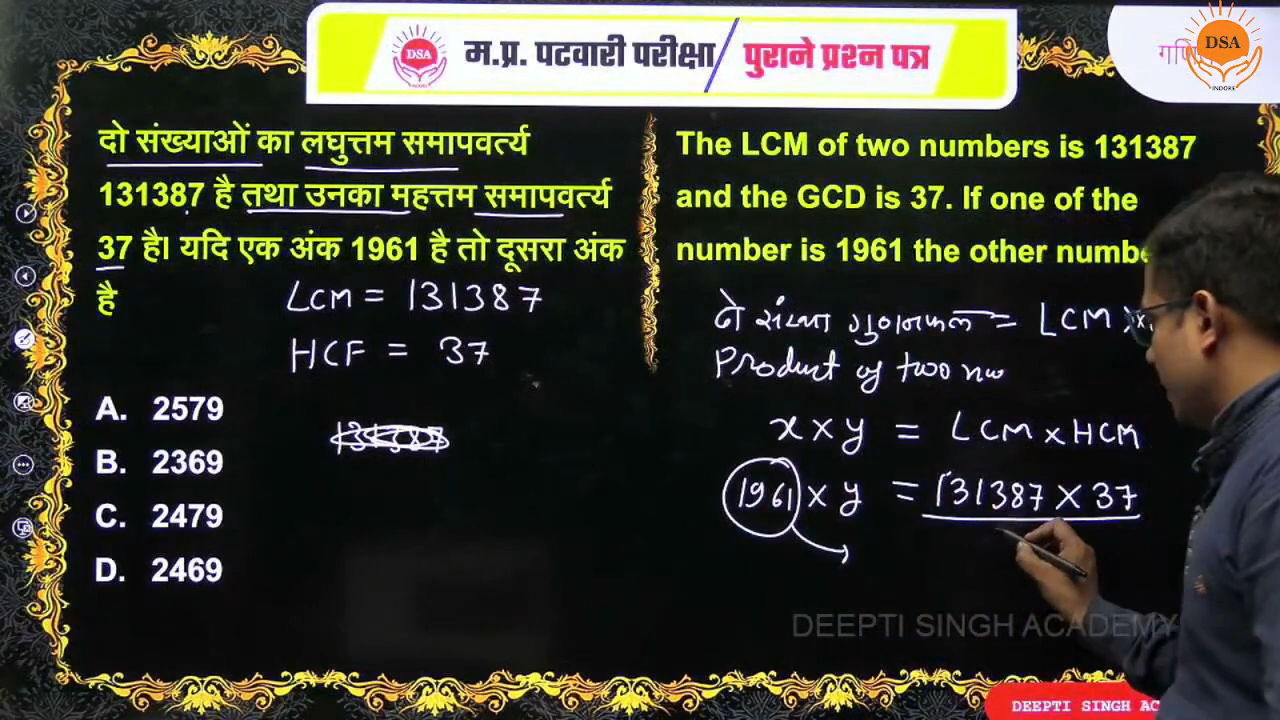 DSA
INDORE
म.प्र. पटवारी परीक्षा / पुराने प्रश्न पत्र
DSA
INDORE
दो संख्याओं का लघुत्तम समापवर्त्य
131387 है तथा उनका महत्तम समापवर्त्य
37 है। यदि एक अंक 1961 है तो दूसरा अंक
है
LCM = 131387
HCF = 37
A. 2579
B. 2369
C. 2479
D. 2469
The LCM of two numbers is 131387
and the GCD is 37. If one of the
number is 1961 the other numbe
दो संख्या गुणनफल = LCM ×
Product of two no
x × y = LCM × HCM
1961 × y = 131387 × 37
DEEPTI SINGH ACADEMY
DEEPTI SINGH AC